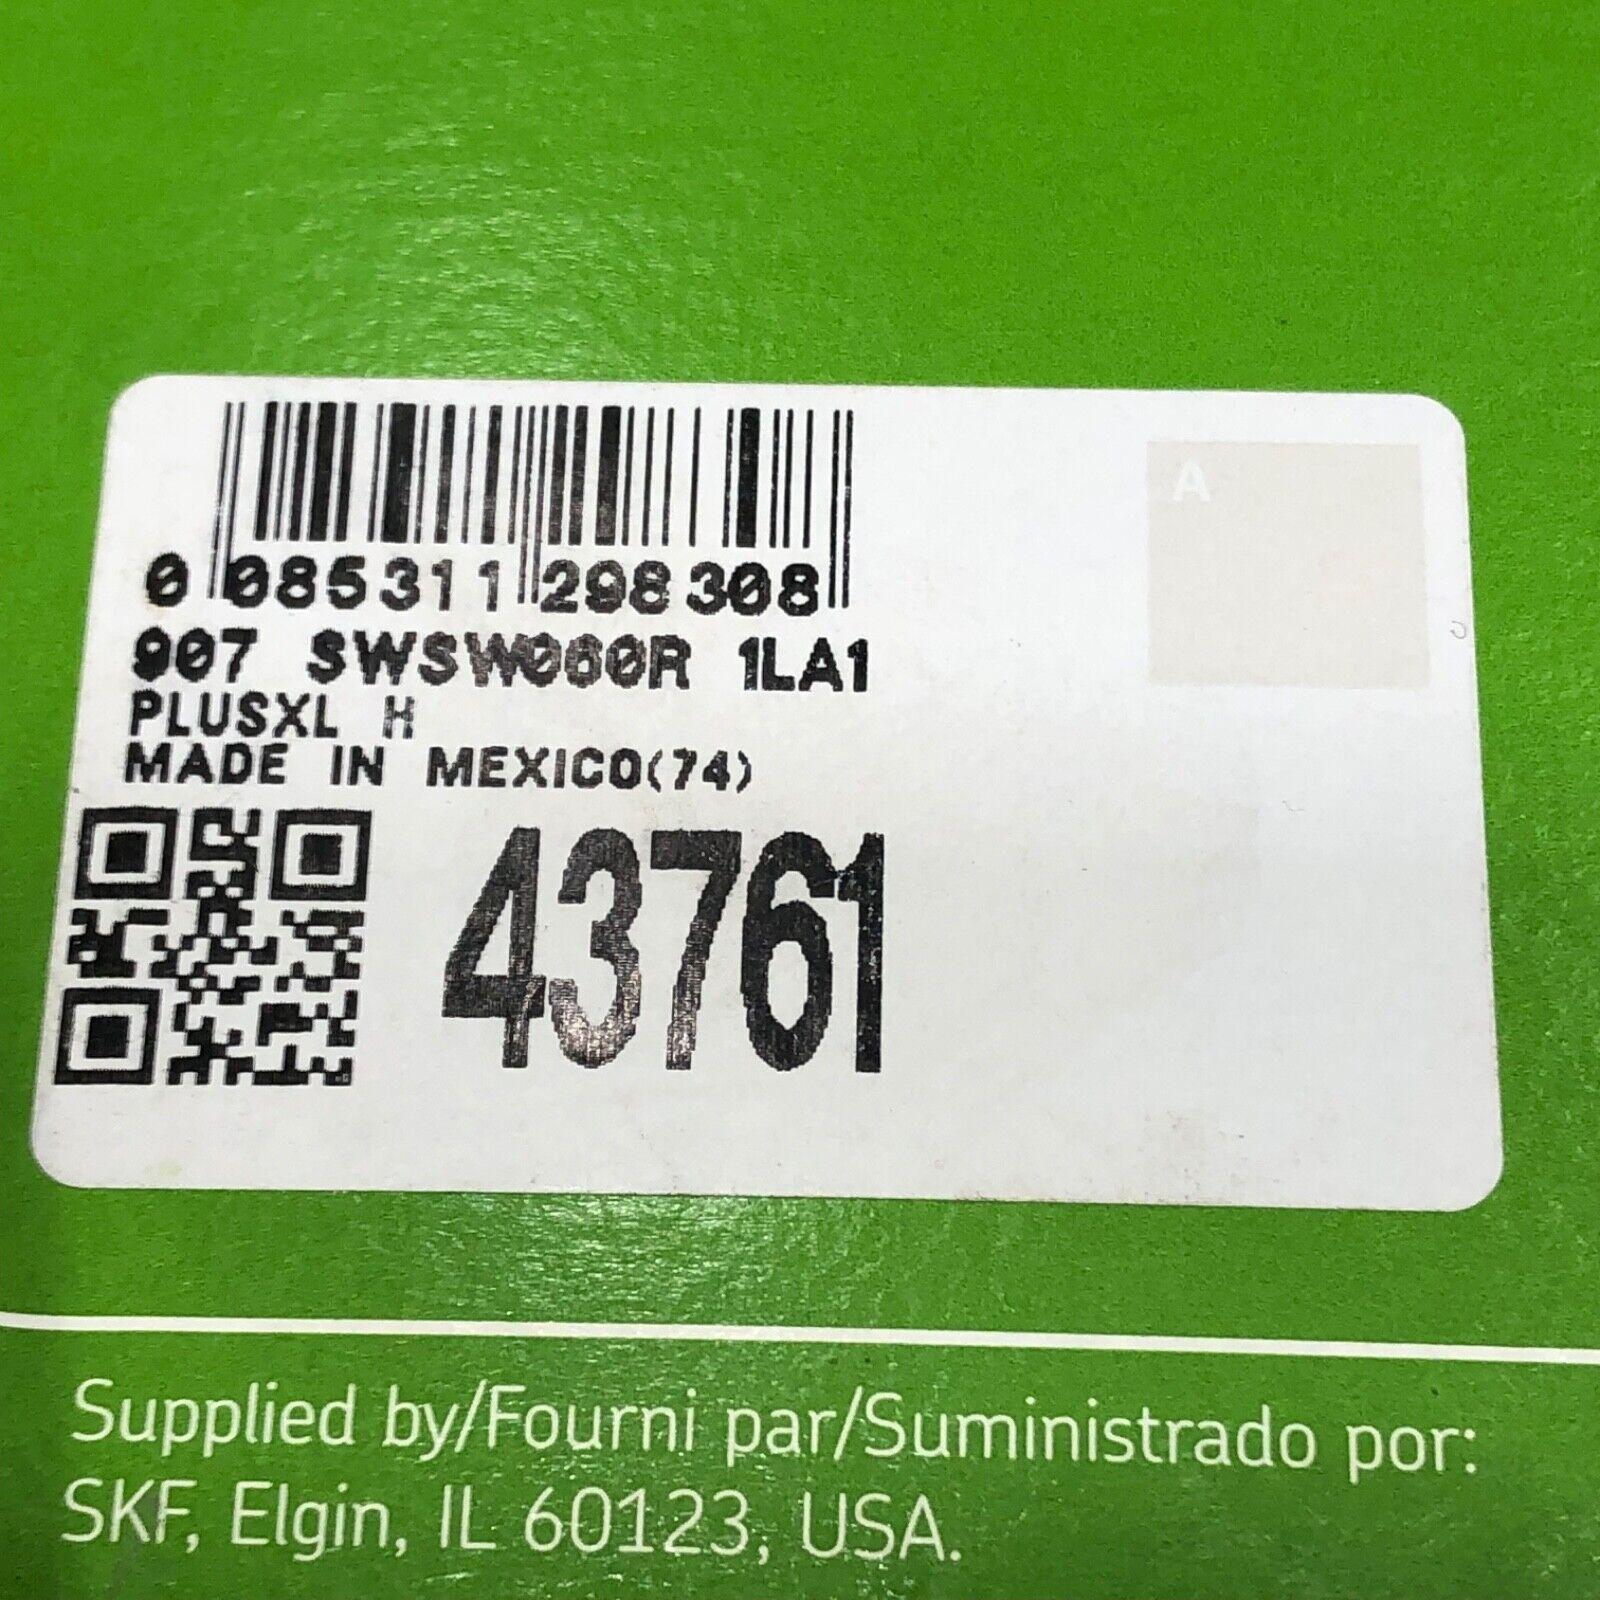 A
0 085311 298308
907 SWSW060R 1LA1
PLUSXL H
MADE IN MEXICO(74)
43761
Supplied by/Fourni par/Suministrado por:
SKF, Elgin, IL 60123, USA.